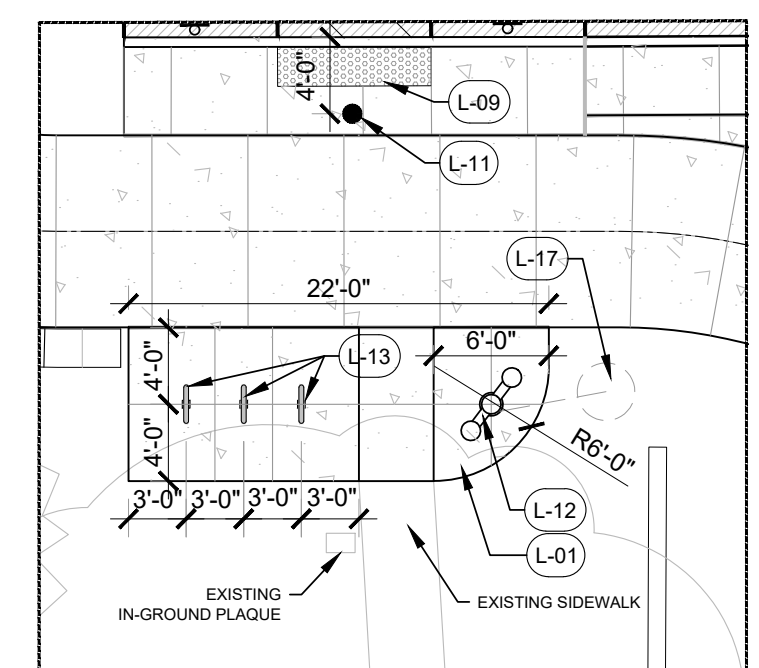 4'-0"
L-09
L-11
L-17
22'-0"
6'-0"
L-13
4'-0"
4'-0"
R6'-0"
3'-0" 3'-0" 3'-0" 3'-0"
L-12
L-01
EXISTING
IN-GROUND PLAQUE
EXISTING SIDEWALK